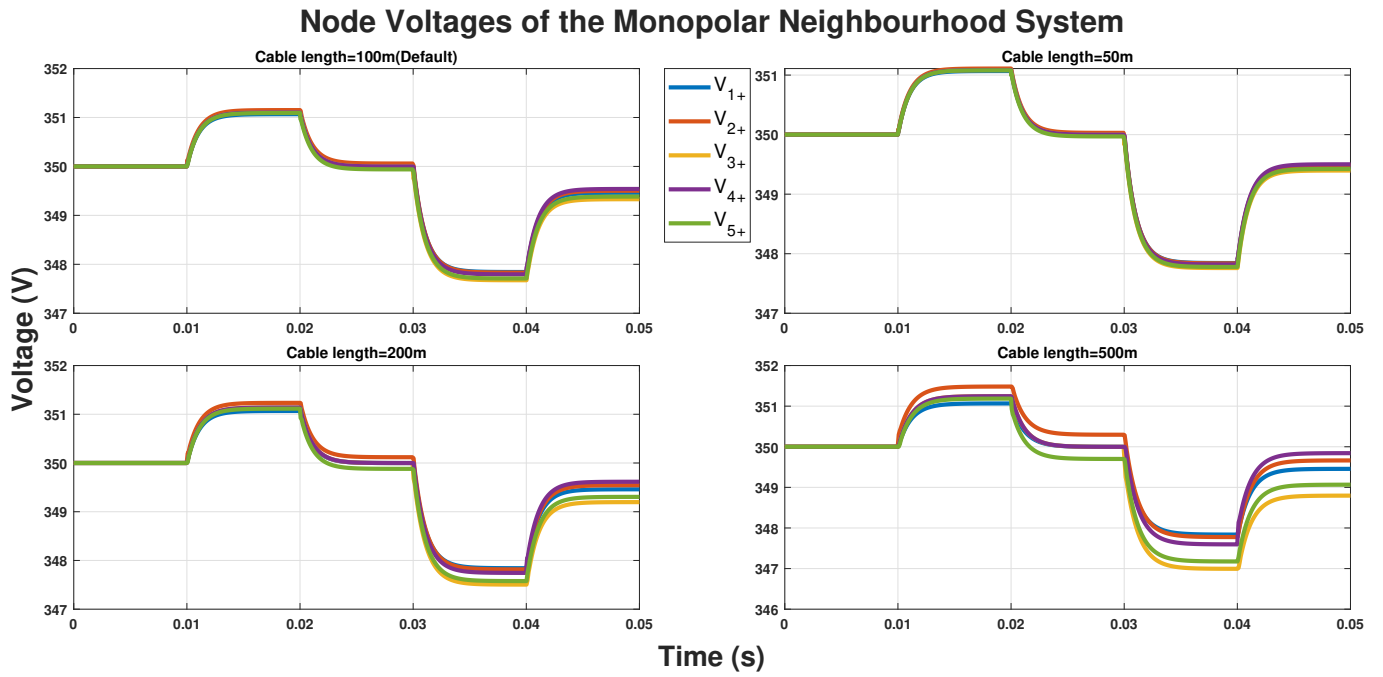 Node Voltages of the Monopolar Neighbourhood System
Cable length=100m(Default)
352
351
350
349
348
347
0 0.01 0.02 0.03 0.04 0.05
V1+
V2+
V3+
V4+
V5+
Cable length=50m
351
350
349
348
347
0 0.01 0.02 0.03 0.04 0.05
Voltage (V)
Cable length=200m
352
351
350
349
348
347
0 0.01 0.02 0.03 0.04 0.05
Cable length=500m
352
351
350
349
348
347
346
0 0.01 0.02 0.03 0.04 0.05
Time (s)